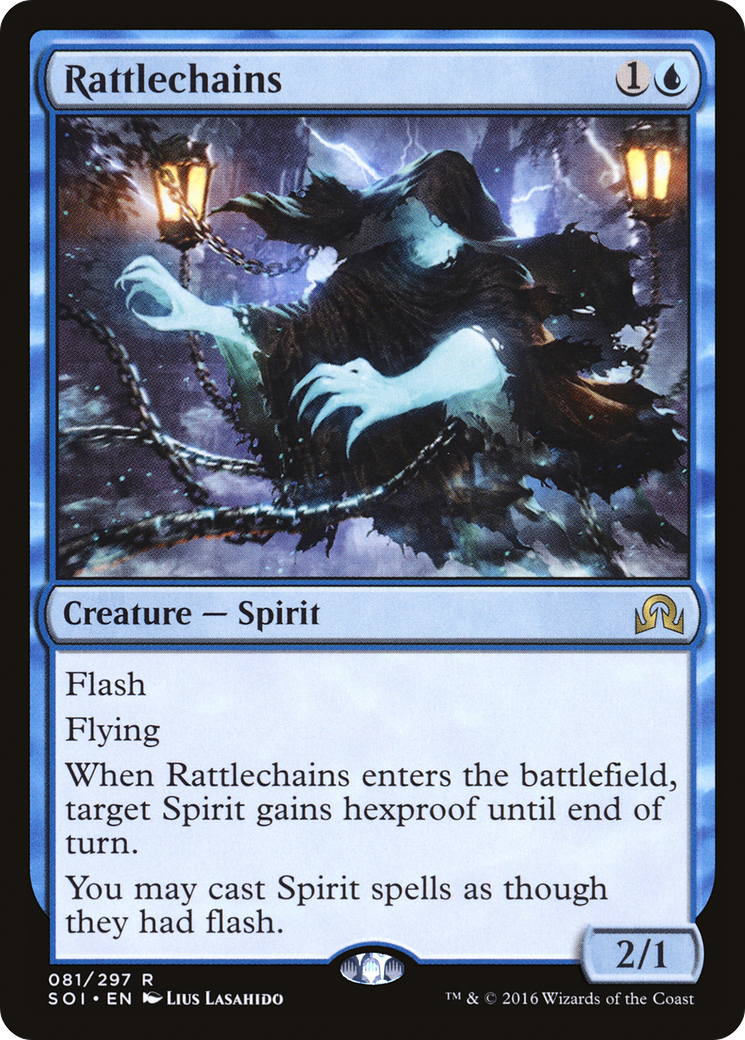 Rattlechains
1
Creature — Spirit
Flash
Flying
When Rattlechains enters the battlefield,
target Spirit gains hexproof until end of
turn.
You may cast Spirit spells as though
they had flash.
2/1
081/297 R
SOI • EN Lius Lasahido
™ & © 2016 Wizards of the Coast